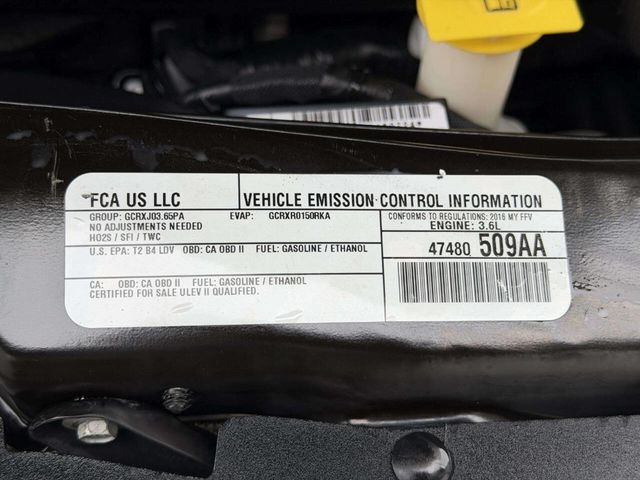 FCA US LLC
VEHICLE EMISSION CONTROL INFORMATION
GROUP: GCRXJ03.65PA EVAP: GCRXR0150RKA
NO ADJUSTMENTS NEEDED
HO2S / SFI / TWC
CONFORMS TO REGULATIONS: 2016 MY FFV
ENGINE: 3.6L
U.S. EPA: T2 B4 LDV OBD: CA OBD II FUEL: GASOLINE / ETHANOL
47480 509AA
CA: OBD: CA OBD II FUEL: GASOLINE / ETHANOL
CERTIFIED FOR SALE ULEV II QUALIFIED.